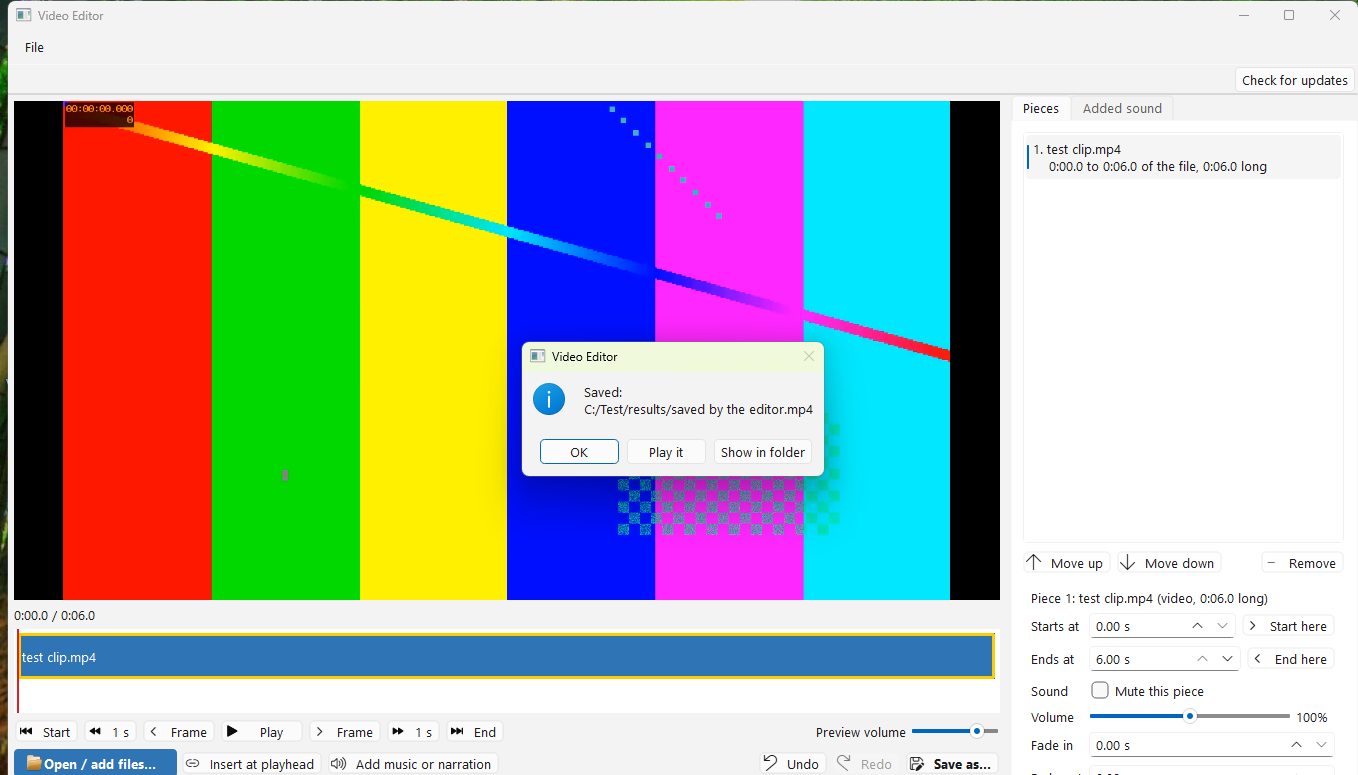 Video Editor
File
Check for updates
00:00:00.000
0
Pieces
Added sound
1. test clip.mp4
0:00.0 to 0:06.0 of the file, 0:06.0 long
Video Editor
Saved:
C:/Test/results/saved by the editor.mp4
OK
Play it
Show in folder
Move up
Move down
Remove
0:00.0 / 0:06.0
Piece 1: test clip.mp4 (video, 0:06.0 long)
Starts at
0.00 s
Start here
test clip.mp4
Ends at
6.00 s
End here
Sound
Mute this piece
Volume
100%
Start
1 s
Frame
Play
Frame
1 s
End
Preview volume
Fade in
0.00 s
Open / add files...
Insert at playhead
Add music or narration
Undo
Redo
Save as...